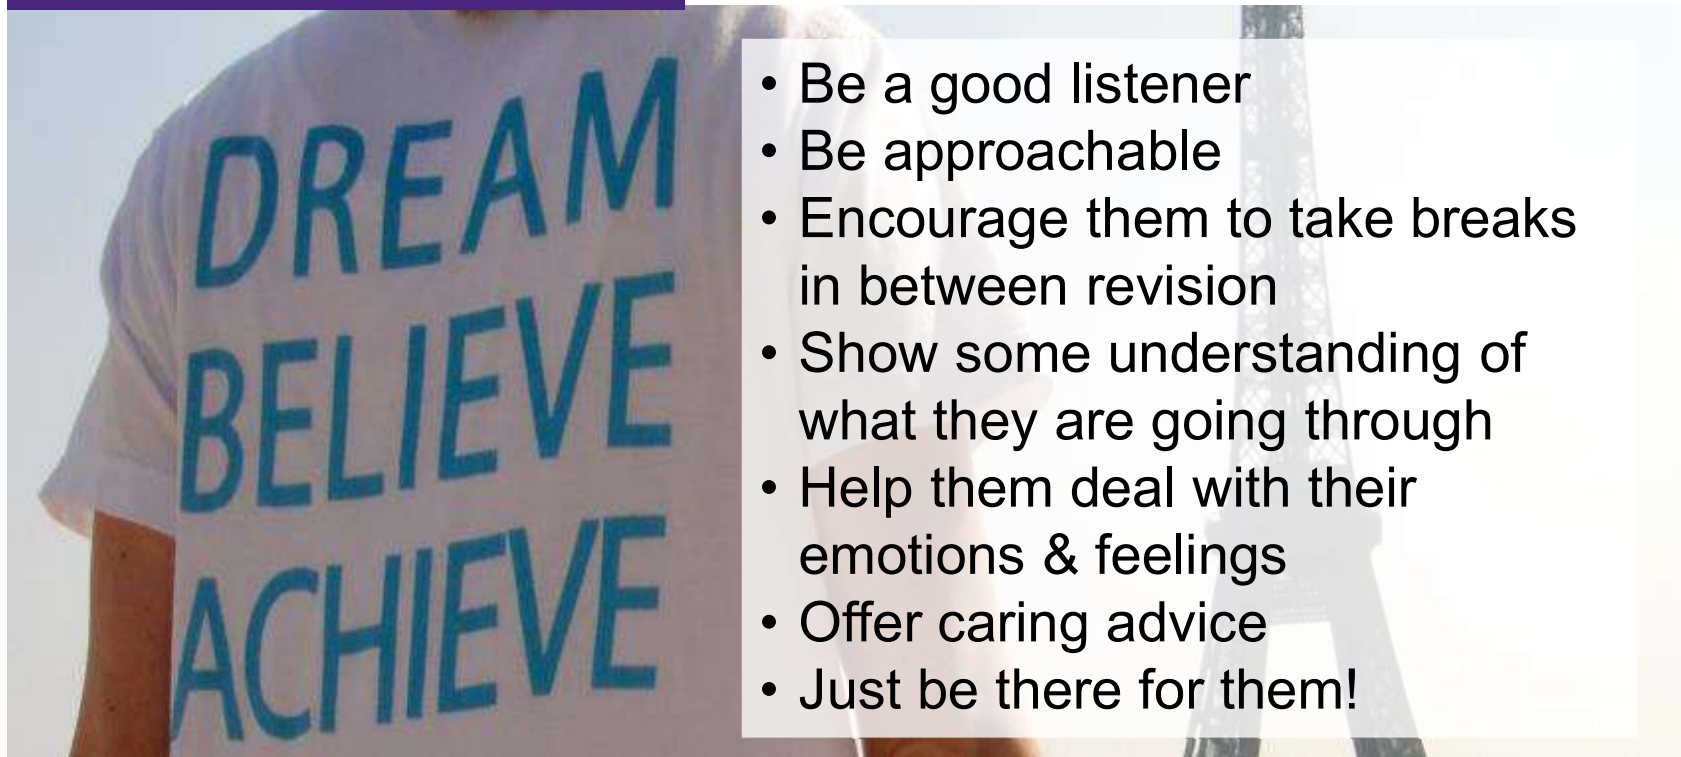 DREAM
BELIEVE
ACHIEVE
• Be a good listener
• Be approachable
• Encourage them to take breaks
in between revision
• Show some understanding of
what they are going through
• Help them deal with their
emotions & feelings
• Offer caring advice
• Just be there for them!